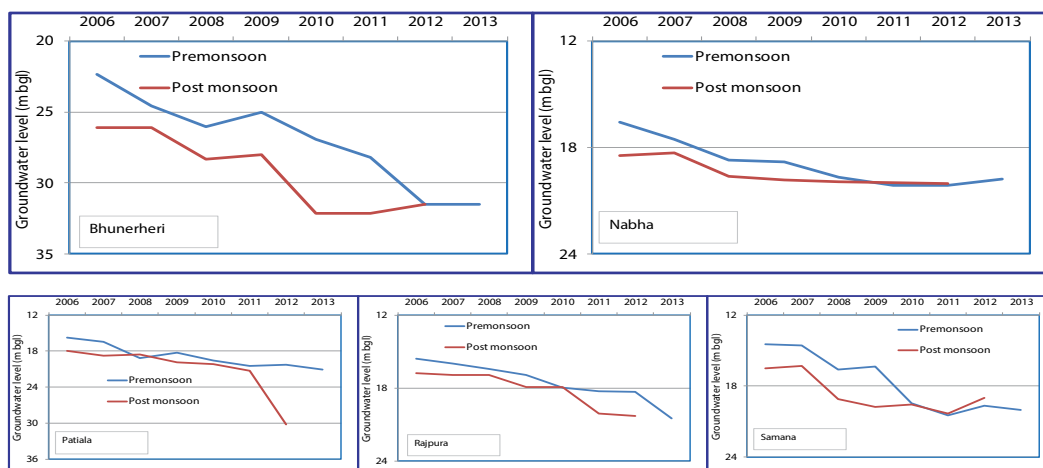 2006 2007 2008 2009 2010 2011 2012 2013
20
25
30
35
Groundwater level (m bgl)
Premonsoon
Post monsoon
Bhunerheri
2006 2007 2008 2009 2010 2011 2012 2013
12
18
24
Groundwater level (m bgl)
Premonsoon
Post monsoon
Nabha
2006 2007 2008 2009 2010 2011 2012 2013
12
18
24
30
36
Groundwater level (m bgl)
Premonsoon
Post monsoon
Patiala
2006 2007 2008 2009 2010 2011 2012 2013
12
18
24
Groundwater level (m bgl)
Premonsoon
Post monsoon
Rajpura
2006 2007 2008 2009 2010 2011 2012 2013
12
18
24
Groundwater level (m bgl)
Premonsoon
Post monsoon
Samana